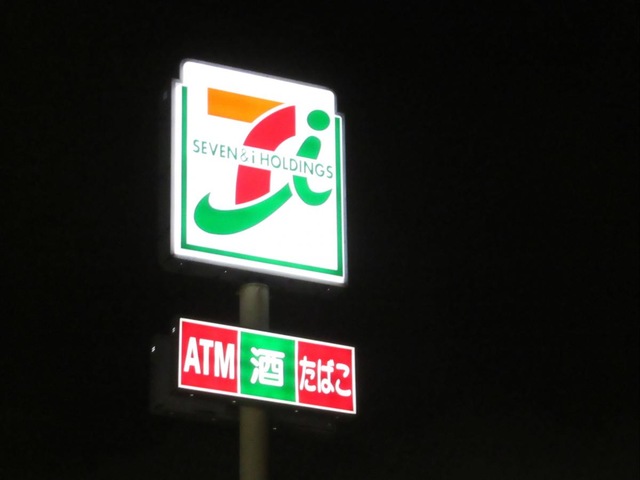 SEVEN & i HOLDINGS
ATM 酒 たばこ